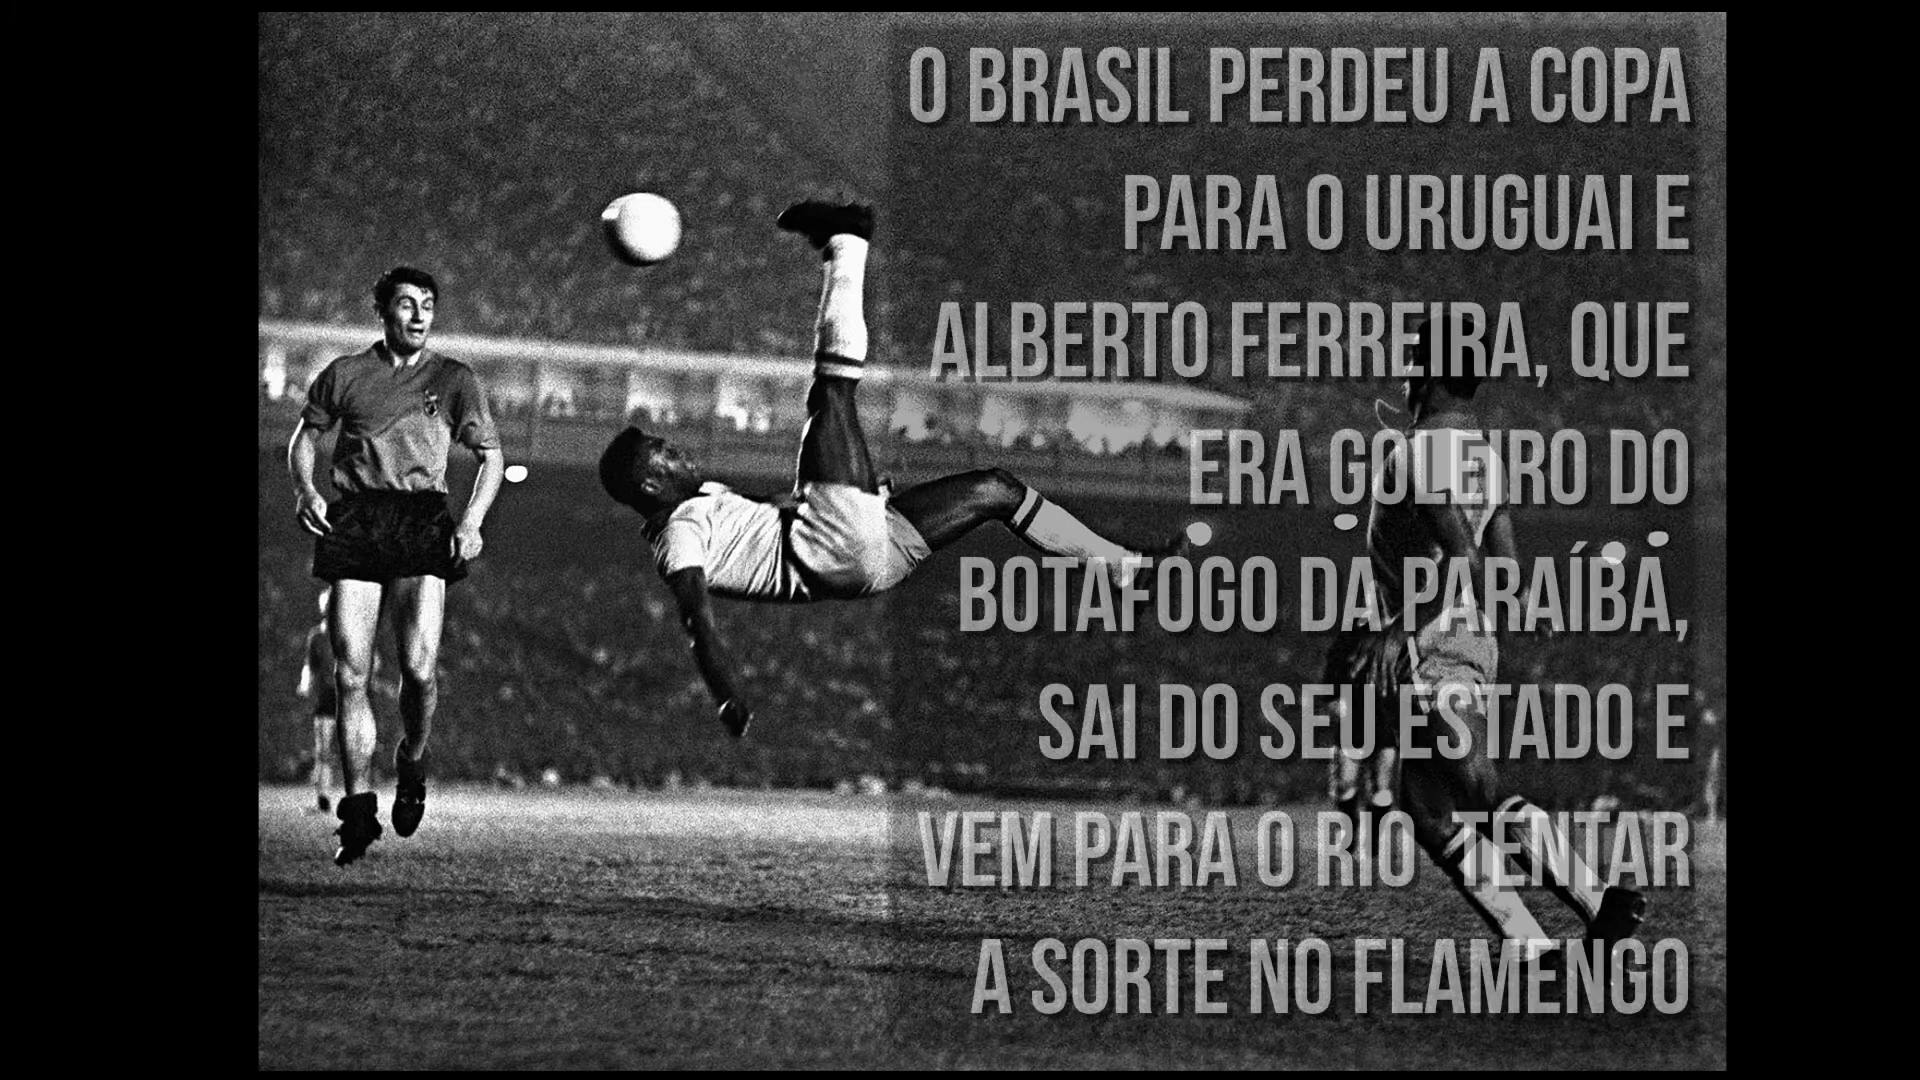 O BRASIL PERDEU A COPA
PARA O URUGUAI E
ALBERTO FERREIRA, QUE
ERA GOLEIRO DO
BOTAFOGO DA PARAÍBA,
SAI DO SEU ESTADO E
VEM PARA O RIO TENTAR
A SORTE NO FLAMENGO